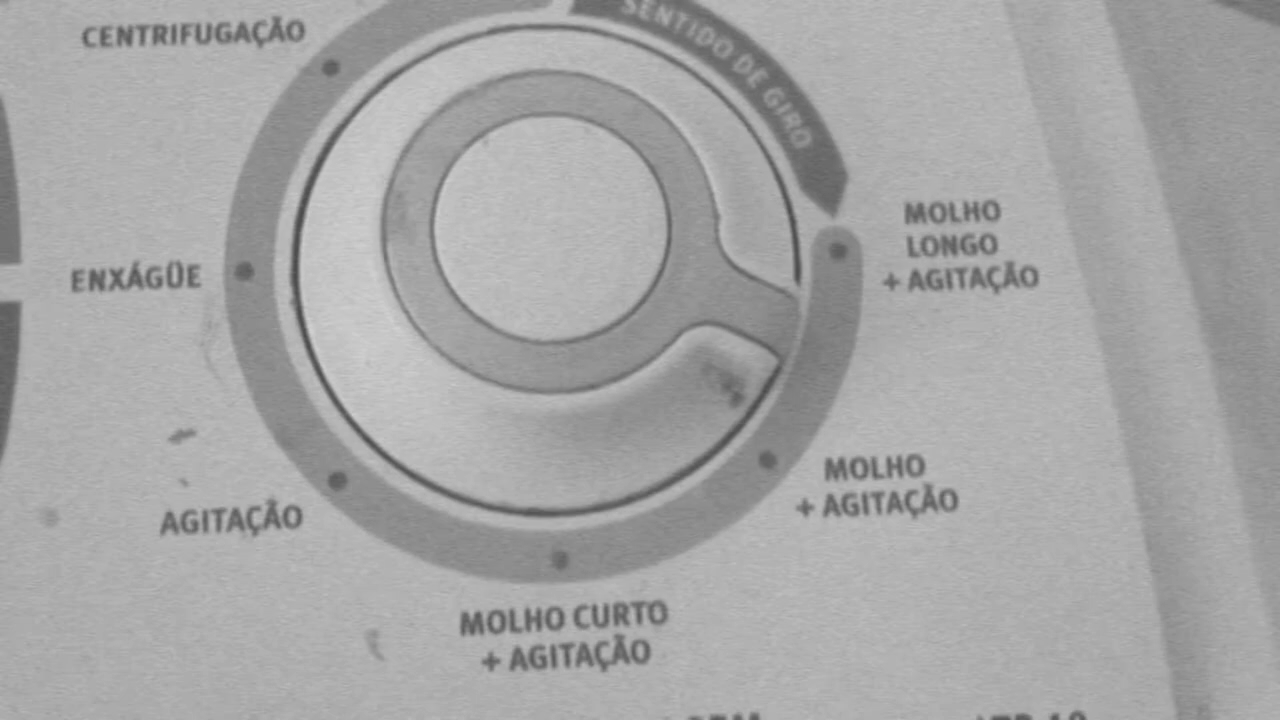 CENTRIFUGAÇÃO
SENTIDO DE GIRO
MOLHO
LONGO
+ AGITAÇÃO
ENXÁGÜE
MOLHO
+ AGITAÇÃO
AGITAÇÃO
MOLHO CURTO
+ AGITAÇÃO